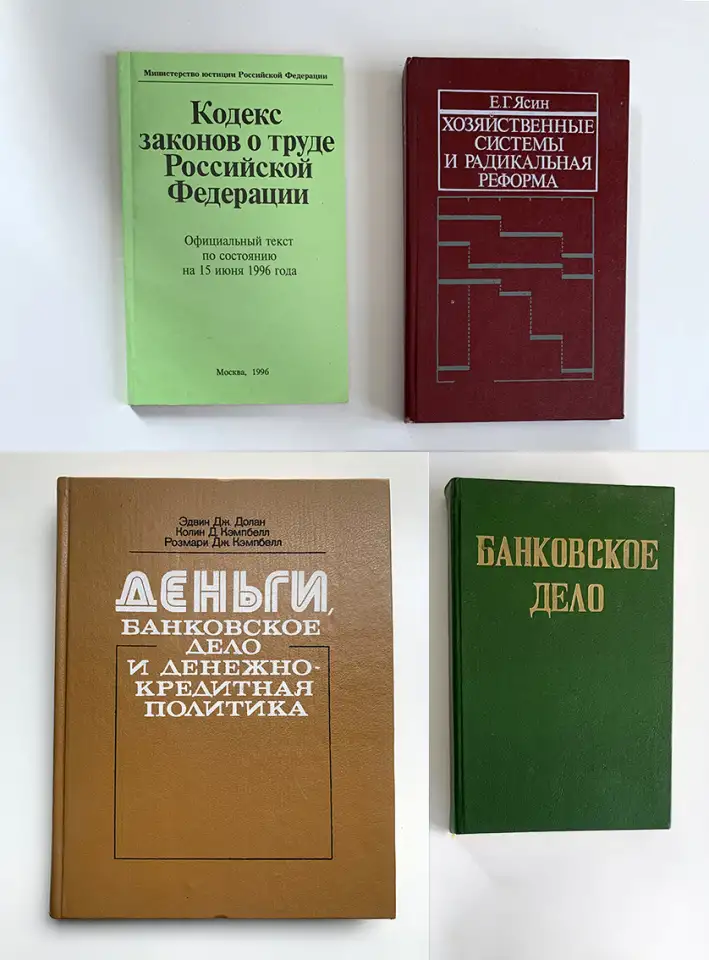 Министерство юстиции Российской Федерации
Кодекс
законов о труде
Российской
Федерации
Официальный текст
по состоянию
на 15 июня 1996 года
Москва, 1996
Е.Г.Ясин
ХОЗЯЙСТВЕННЫЕ
СИСТЕМЫ
И РАДИКАЛЬНАЯ
РЕФОРМА
Эдвин Дж. Долан
Колин Д. Кэмпбелл
Розмари Дж. Кэмпбелл
ДЕНЬГИ,
БАНКОВСКОЕ
ДЕЛО
И ДЕНЕЖНО-
КРЕДИТНАЯ
ПОЛИТИКА
БАНКОВСКОЕ
ДЕЛО